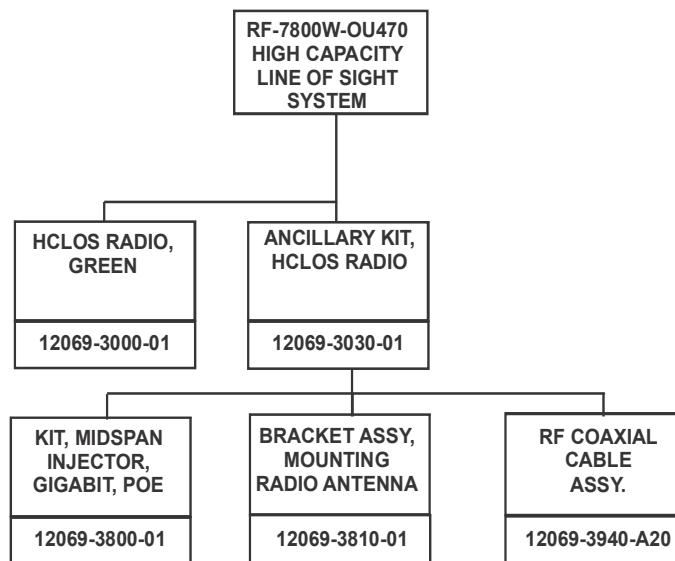 RF-7800W-OU470
HIGH CAPACITY
LINE OF SIGHT
SYSTEM
HCLOS RADIO,
GREEN
12069-3000-01
ANCILLARY KIT,
HCLOS RADIO
12069-3030-01
KIT, MIDSPAN
INJECTOR,
GIGABIT, POE
12069-3800-01
BRACKET ASSY,
MOUNTING
RADIO ANTENNA
12069-3810-01
RF COAXIAL
CABLE
ASSY.
12069-3940-A20